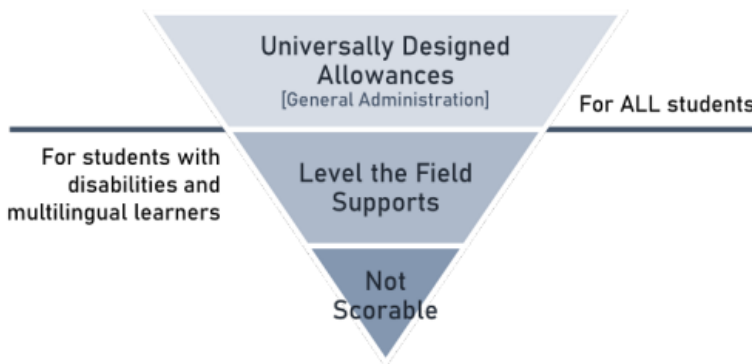 Universally Designed
Allowances
[General Administration]
For ALL students
For students with
disabilities and
multilingual learners
Level the Field
Supports
Not
Scorable